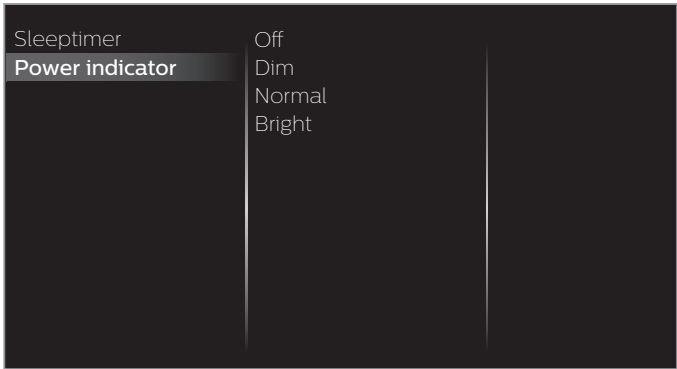 Sleeptimer
Power indicator
Off
Dim
Normal
Bright